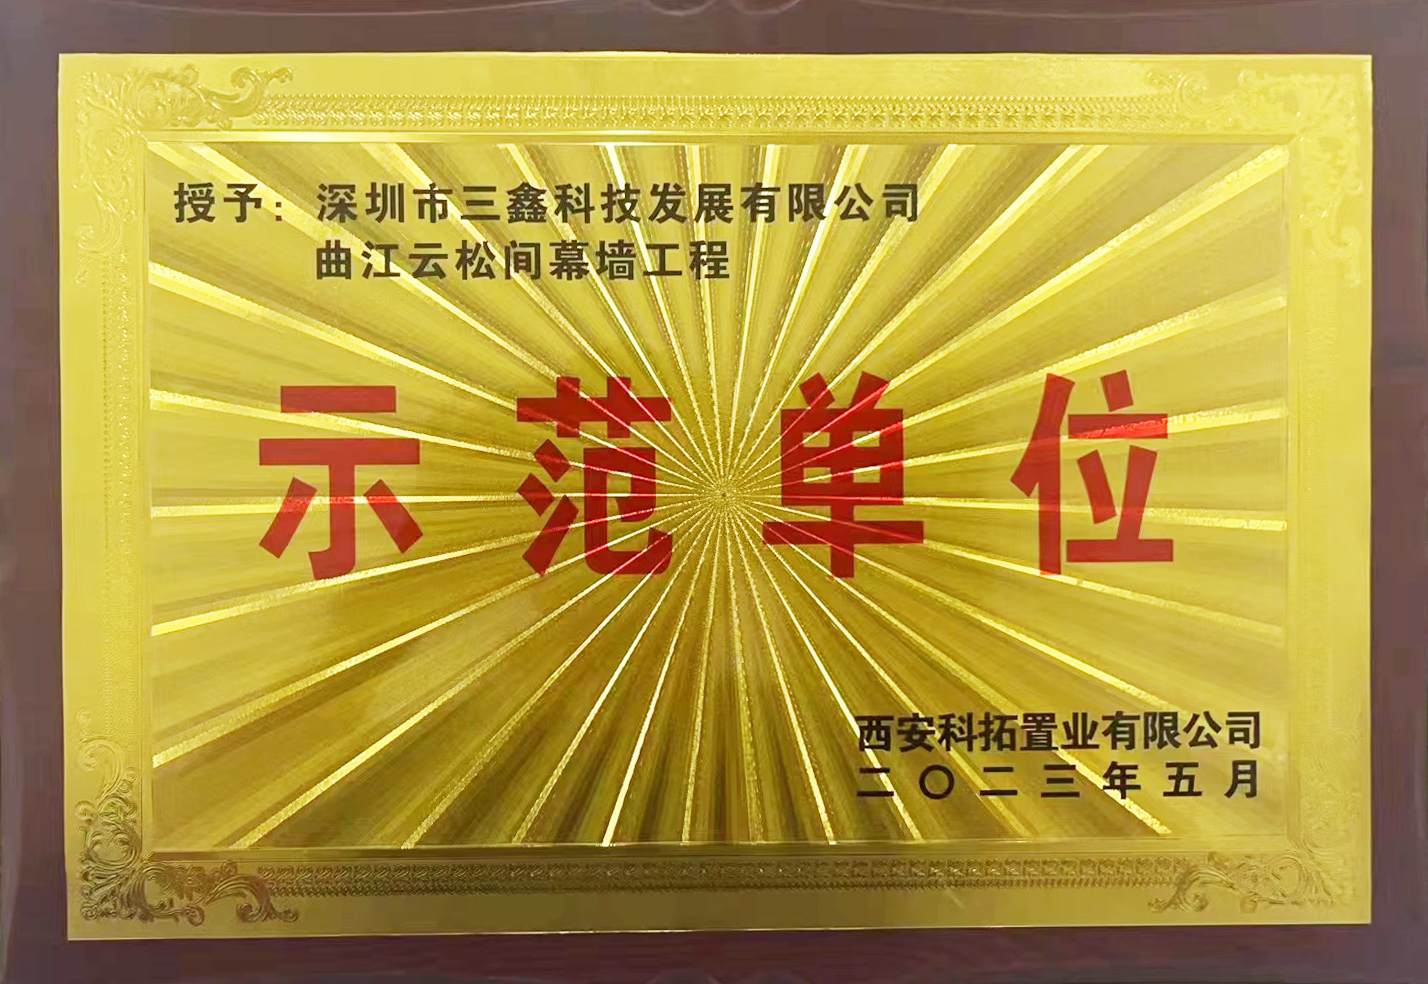 授予：深圳市三鑫科技发展有限公司
曲江云松间幕墙工程
示范单位
西安科拓置业有限公司
二〇二三年五月